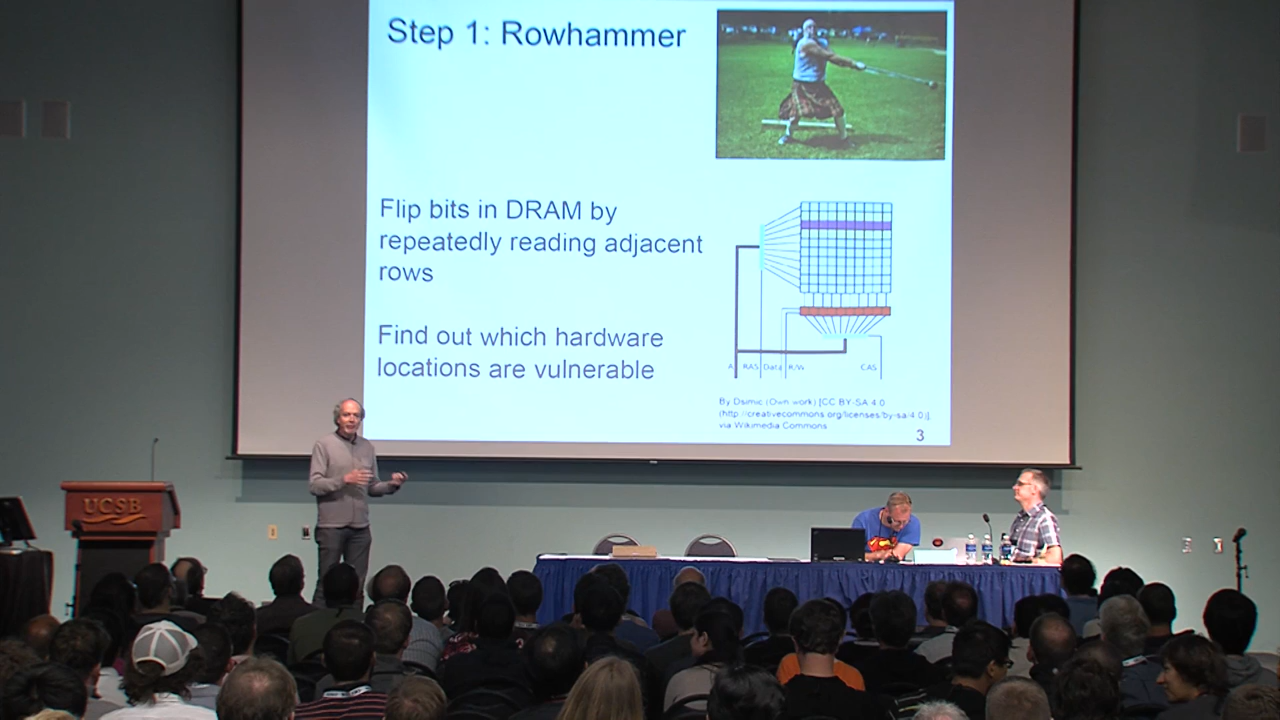 Step 1: Rowhammer
Flip bits in DRAM by
repeatedly reading adjacent
rows
Find out which hardware
locations are vulnerable
A RAS Data R/W CAS
By Dsimic (Own work) [CC BY-SA 4.0
(http://creativecommons.org/licenses/by-sa/4.0)],
via Wikimedia Commons
3
UCSB